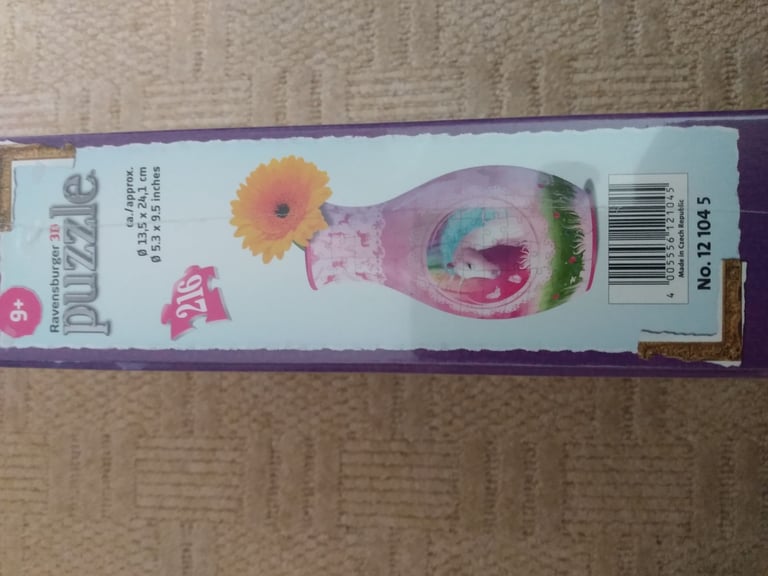 9+
Ravensburger 3D
puzzle
ca./approx.
Ø 13,5 x 24,1 cm
Ø 5.3 x 9.5 inches
216
4 005556 121045
Made in Czech Republic
No. 12 104 5